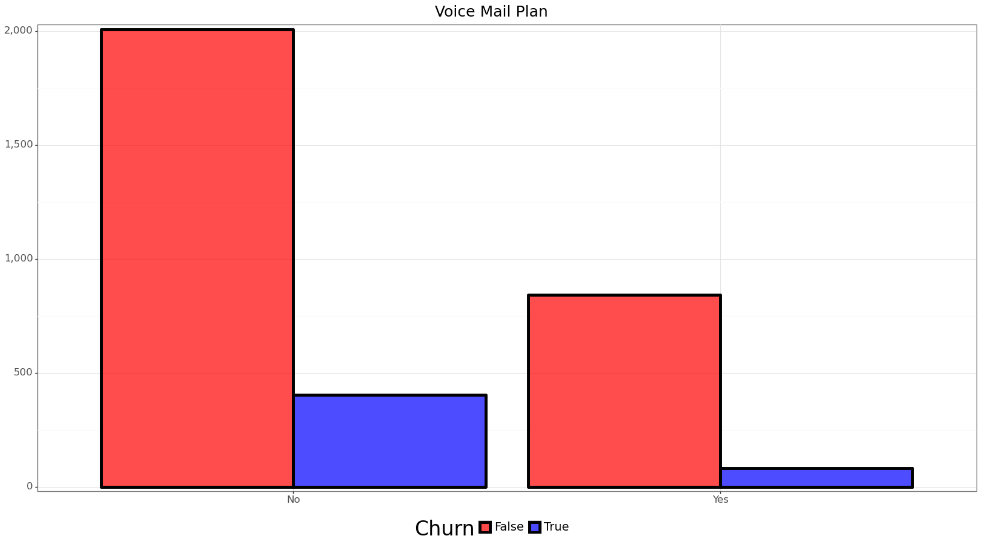 Voice Mail Plan
2,000
1,500
1,000
500
0
No Yes
Churn False True